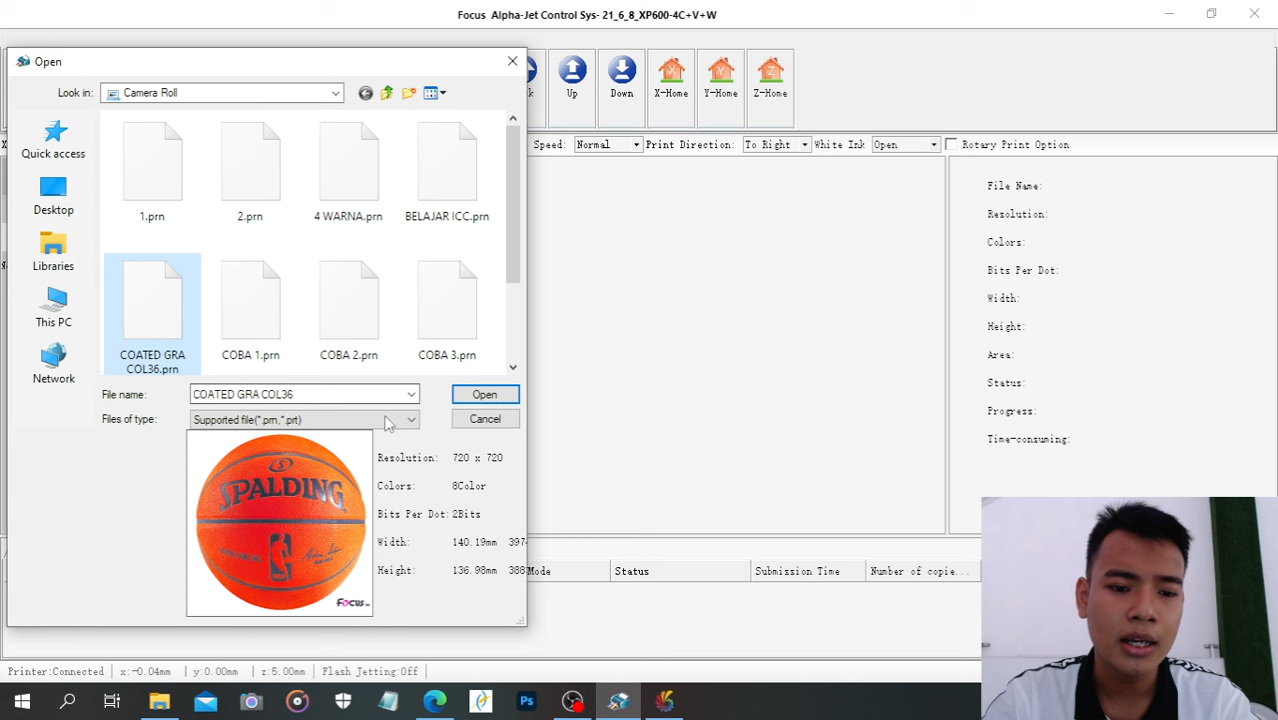 Focus Alpha-Jet Control Sys- 21_6_8_XP600-4C+V+W
Open
Look in: Camera Roll
Up Down X-Home Y-Home Z-Home
Quick access
Desktop
Libraries
This PC
Network
1.prn 2.prn 4 WARNA.prn BELAJAR ICC.prn
COATED GRA COL36.prn COBA 1.prn COBA 2.prn COBA 3.prn
File name: COATED GRA COL36 Open
Files of type: Supported file(*.prn,*.prt) Cancel
SPALDING
Focus
Resolution: 720 x 720
Colors: 8Color
Bits Per Dot: 2Bits
Width: 140.19mm 397
Height: 136.98mm 388
Speed: Normal Print Direction: To Right White Ink Open Rotary Print Option
File Name:
Resolution:
Colors:
Bits Per Dot:
Width:
Height:
Area:
Status:
Progress:
Time-consuming:
Mode Status Submission Time Number of copie...
Printer:Connected x:-0.04mm y:0.00mm z:5.00mm Flash Jetting:Off
Ps